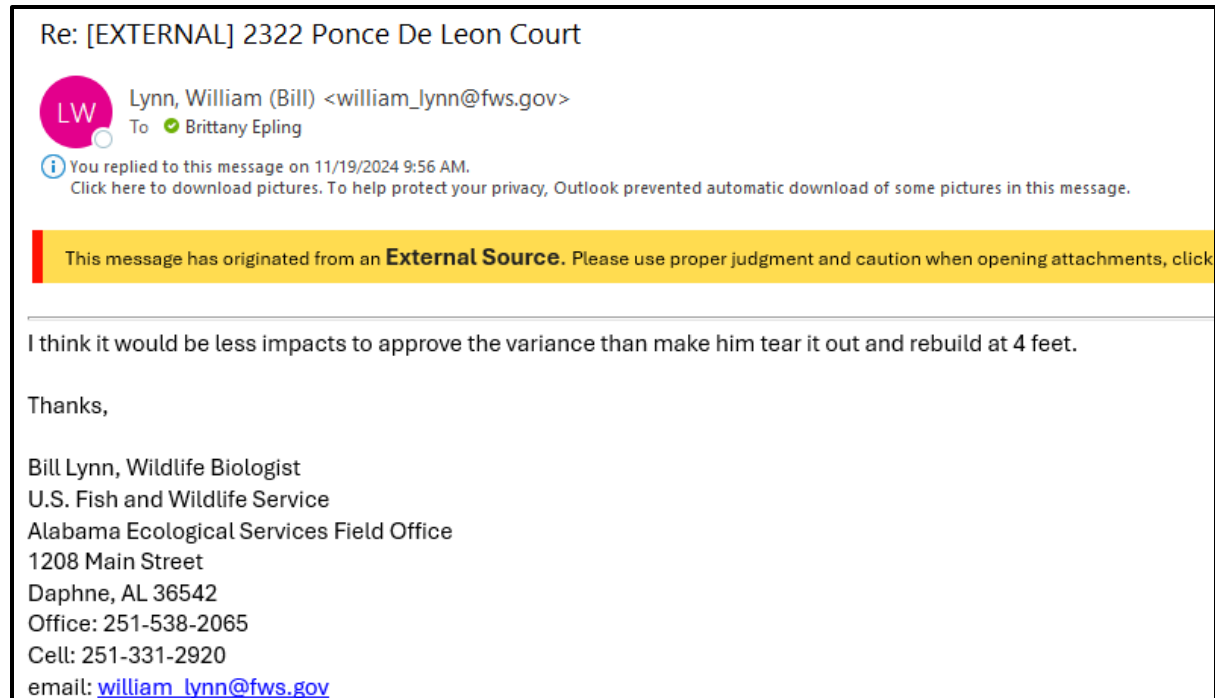 Re: [EXTERNAL] 2322 Ponce De Leon Court
LW
Lynn, William (Bill) <william_lynn@fws.gov>
To Brittany Epling
You replied to this message on 11/19/2024 9:56 AM.
Click here to download pictures. To help protect your privacy, Outlook prevented automatic download of some pictures in this message.
This message has originated from an External Source. Please use proper judgment and caution when opening attachments, click
I think it would be less impacts to approve the variance than make him tear it out and rebuild at 4 feet.
Thanks,
Bill Lynn, Wildlife Biologist
U.S. Fish and Wildlife Service
Alabama Ecological Services Field Office
1208 Main Street
Daphne, AL 36542
Office: 251-538-2065
Cell: 251-331-2920
email: william_lynn@fws.gov